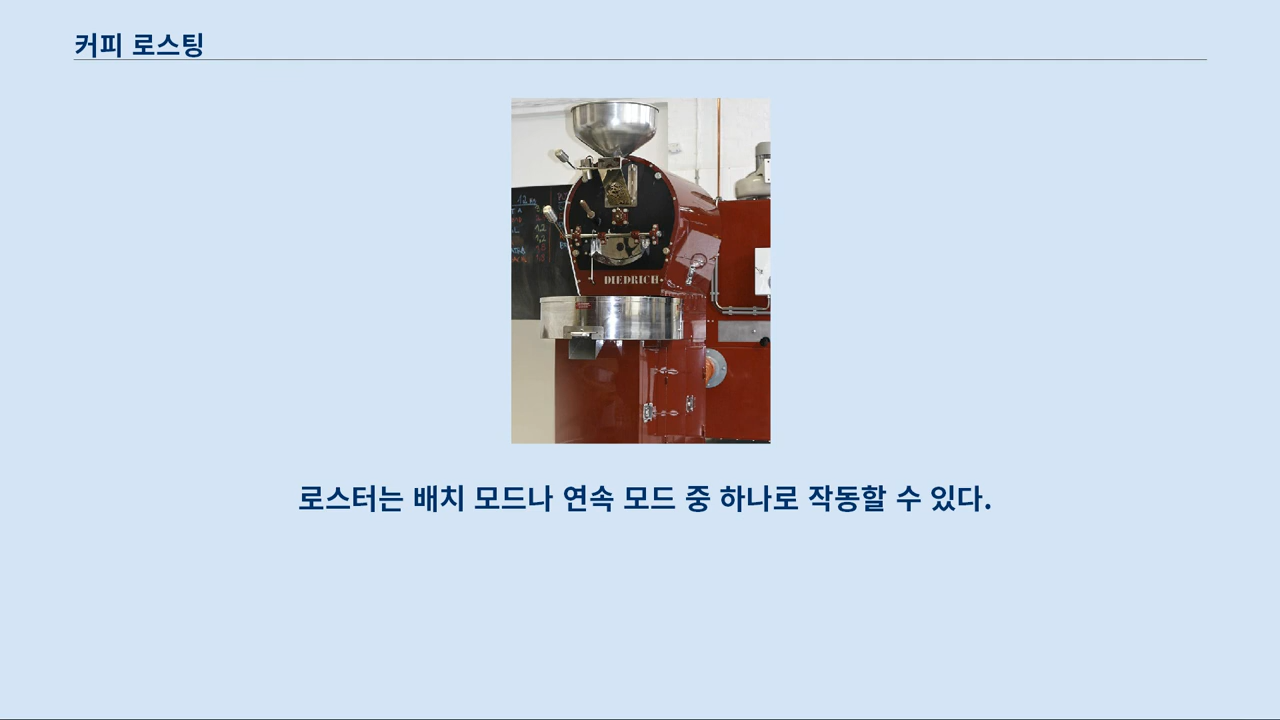 커피 로스팅
DIEDRICH
로스터는 배치 모드나 연속 모드 중 하나로 작동할 수 있다.